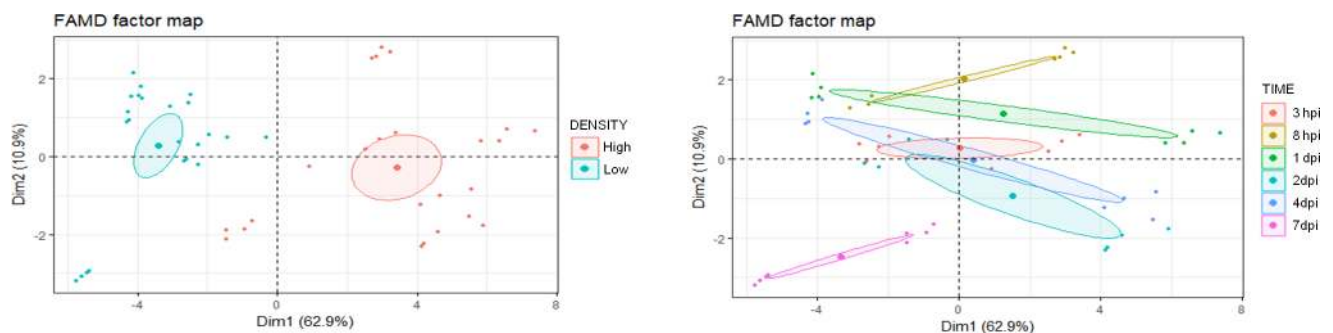 FAMD factor map
Dim2 (10.9%)
2
0
-2
-4
0
4
8
Dim1 (62.9%)
DENSITY
High
Low
FAMD factor map
Dim2 (10.9%)
2
0
-2
-4
0
4
8
Dim1 (62.9%)
TIME
3 hpi
8 hpi
1 dpi
2dpi
4dpi
7dpi